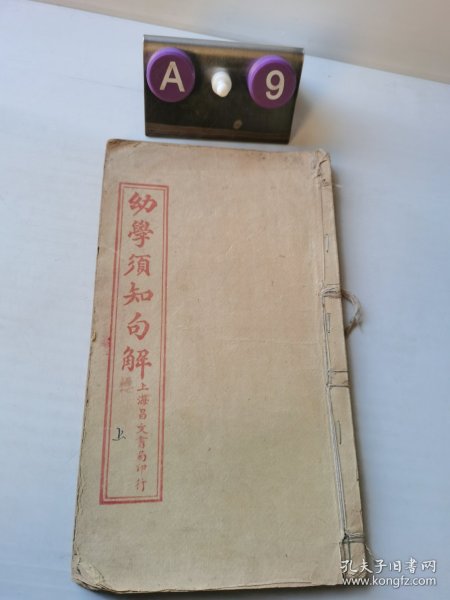 A 9
幼學須知句解
上海昌文書局印行
上
孔夫子旧书网
www.kongfz.com